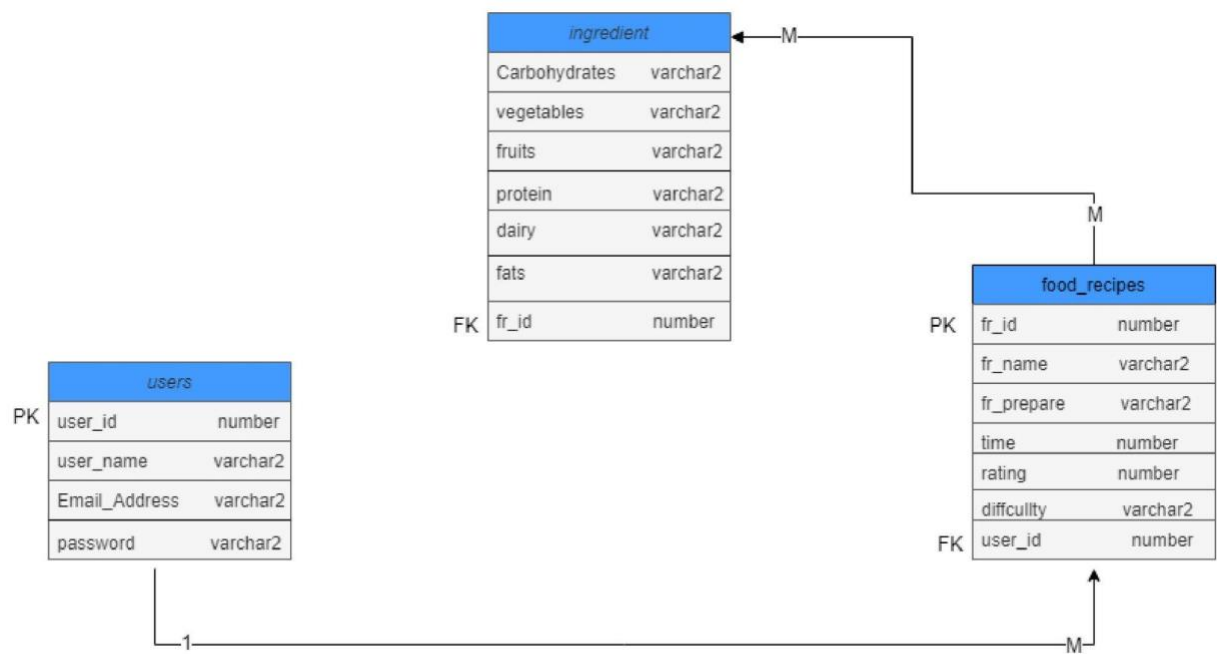 ingredient
Carbohydrates varchar2
vegetables varchar2
fruits varchar2
protein varchar2
dairy varchar2
fats varchar2
FK fr_id number
M
M
food_recipes
PK fr_id number
fr_name varchar2
fr_prepare varchar2
time number
rating number
diffcullty varchar2
FK user_id number
users
PK user_id number
user_name varchar2
Email_Address varchar2
password varchar2
1
M